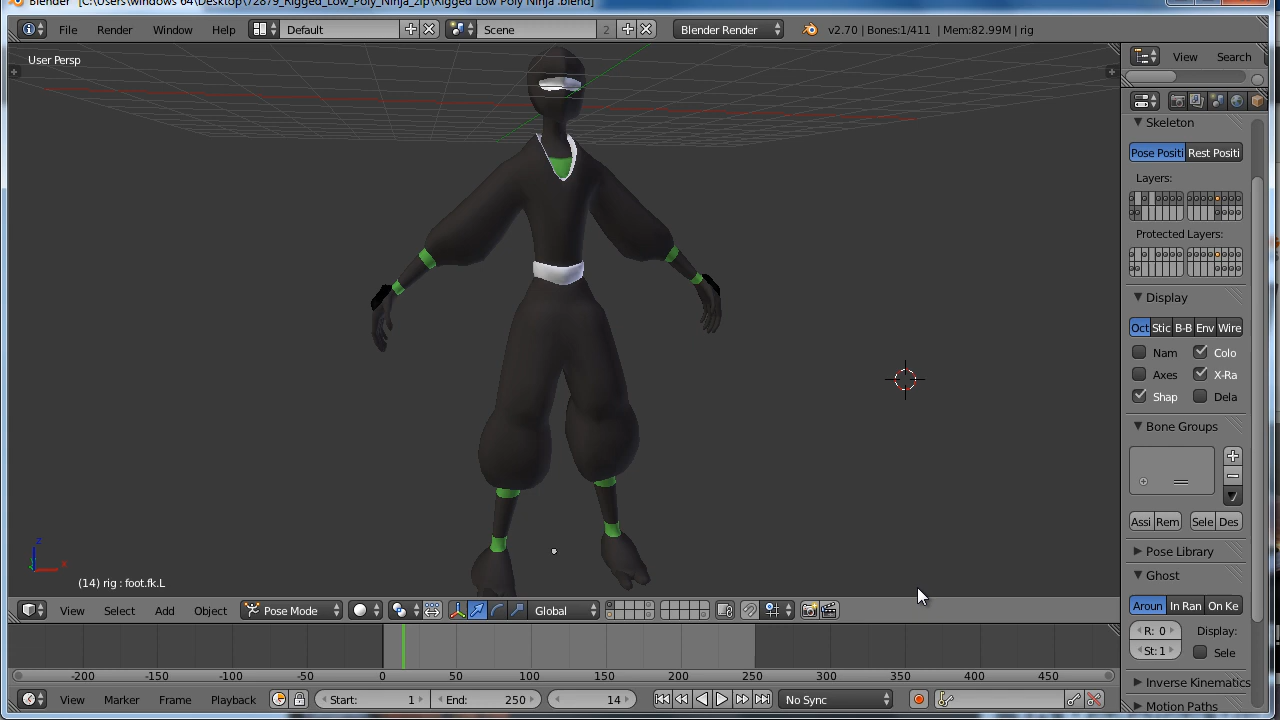 Blender [C:\Users\windows 64\Desktop\72879_Rigged_Low_Poly_Ninja_zip\Rigged Low Poly Ninja .blend]
File Render Window Help Default Scene 2 Blender Render v2.70 | Bones:1/411 | Mem:82.99M | rig
User Persp
View Search
Skeleton
Pose Positi Rest Positi
Layers:
Protected Layers:
Display
Oct Stic B-B Env Wire
Nam Colo
Axes X-Ra
Shap Dela
Bone Groups
Assi Rem Sele Des
Pose Library
Ghost
Aroun In Ran On Ke
R: 0 Display:
St: 1 Sele
Inverse Kinematics
Motion Paths
z
x
(14) rig : foot.fk.L
View Select Add Object Pose Mode Global
-200 -150 -100 -50 0 50 100 150 200 250 300 350 400 450
View Marker Frame Playback Start: 1 End: 250 14 No Sync